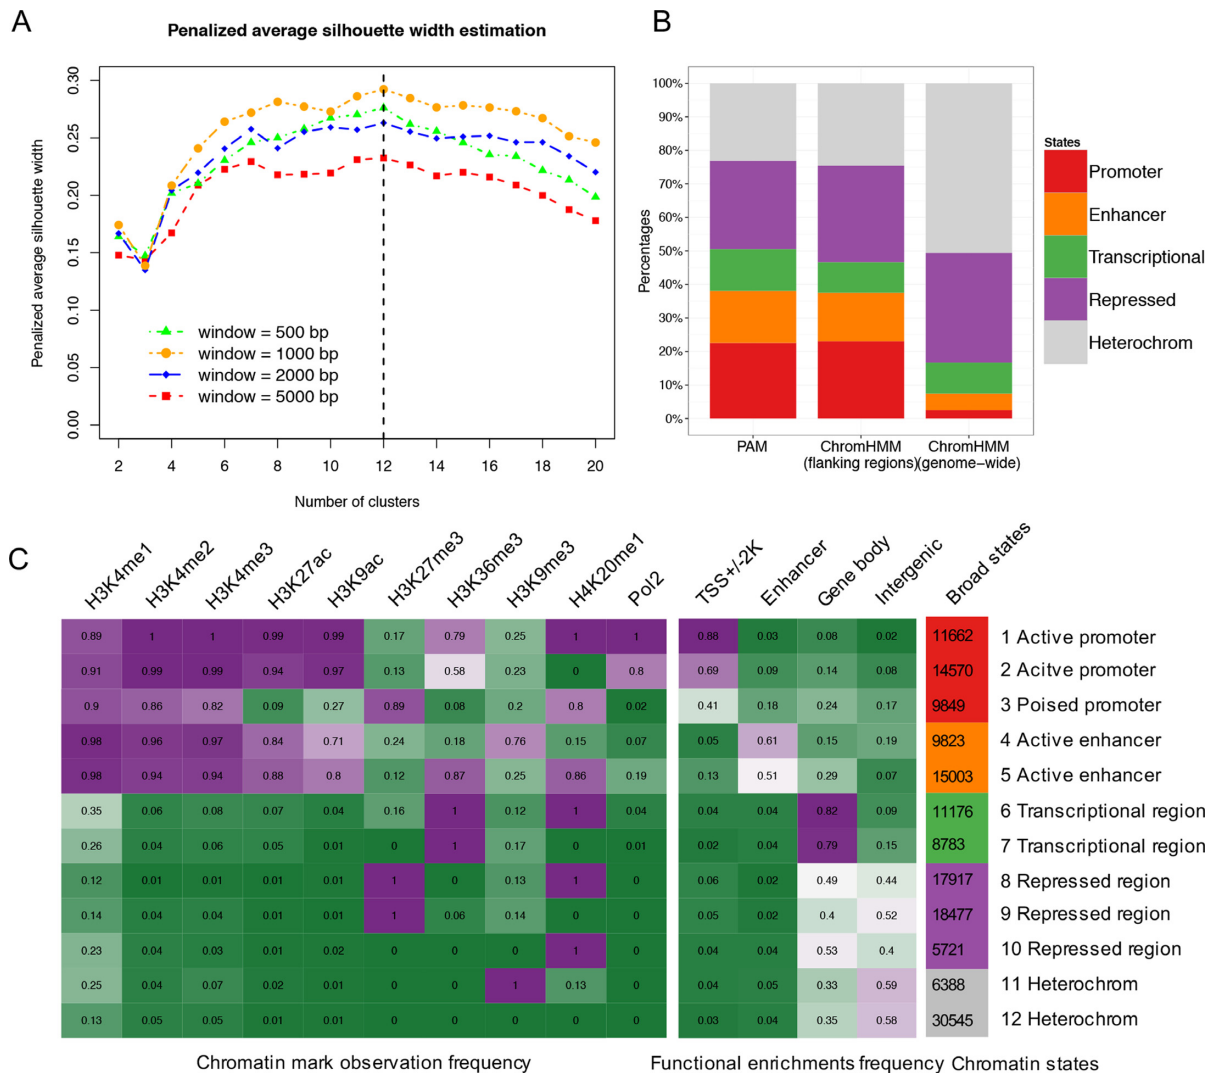 A
Penalized average silhouette width estimation
Penalized average silhouette width
0.30
0.25
0.20
0.15
0.10
0.05
0.00
window = 500 bp
window = 1000 bp
window = 2000 bp
window = 5000 bp
2 4 6 8 10 12 14 16 18 20
Number of clusters
B
Percentages
100%
90%
80%
70%
60%
50%
40%
30%
20%
10%
0%
PAM ChromHMM ChromHMM
(flanking regions) (genome-wide)
States
Promoter
Enhancer
Transcriptional
Repressed
Heterochrom
C
H3K4me1 H3K4me2 H3K4me3 H3K27ac H3K9ac H3K27me3 H3K36me3 H3K9me3 H4K20me1 Pol2 TSS+/-2K Enhancer Gene body Intergenic Broad states
0.89 1 1 0.99 0.99 0.17 0.79 0.25 1 1 0.88 0.03 0.08 0.02 11662 1 Active promoter
0.91 0.99 0.99 0.94 0.97 0.13 0.58 0.23 0 0.8 0.69 0.09 0.14 0.08 14570 2 Acitve promoter
0.9 0.86 0.82 0.09 0.27 0.89 0.08 0.2 0.8 0.02 0.41 0.18 0.24 0.17 9849 3 Poised promoter
0.98 0.96 0.97 0.84 0.71 0.24 0.18 0.76 0.15 0.07 0.05 0.61 0.15 0.19 9823 4 Active enhancer
0.98 0.94 0.94 0.88 0.8 0.12 0.87 0.25 0.86 0.19 0.13 0.51 0.29 0.07 15003 5 Active enhancer
0.35 0.06 0.08 0.07 0.04 0.16 1 0.12 1 0.04 0.04 0.04 0.82 0.09 11176 6 Transcriptional region
0.26 0.04 0.06 0.05 0.01 0 1 0.17 0 0.01 0.02 0.04 0.79 0.15 8783 7 Transcriptional region
0.12 0.01 0.01 0.01 0.01 1 0 0.13 1 0 0.06 0.02 0.49 0.44 17917 8 Repressed region
0.14 0.04 0.04 0.01 0.01 1 0.06 0.14 0 0 0.05 0.02 0.4 0.52 18477 9 Repressed region
0.23 0.04 0.03 0.01 0.02 0 0 0 1 0 0.04 0.04 0.53 0.4 5721 10 Repressed region
0.25 0.04 0.07 0.02 0.01 0 0 1 0.13 0 0.04 0.05 0.33 0.59 6388 11 Heterochrom
0.13 0.05 0.05 0.01 0.01 0 0 0 0 0 0.03 0.04 0.35 0.58 30545 12 Heterochrom
Chromatin mark observation frequency Functional enrichments frequency Chromatin states